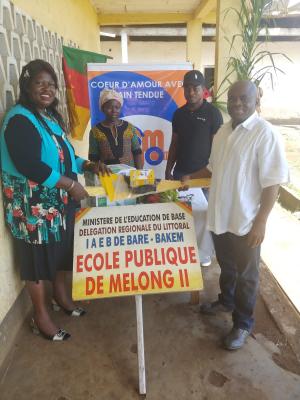 COEUR D'AMOUR AVEC
MAIN TENDUE
MINISTERE DE L'EDUCATION DE BASE
DELEGATION REGIONALE DU LITTORAL
I A E B DE BARE - BAKEM
ECOLE PUBLIQUE
DE MELONG II